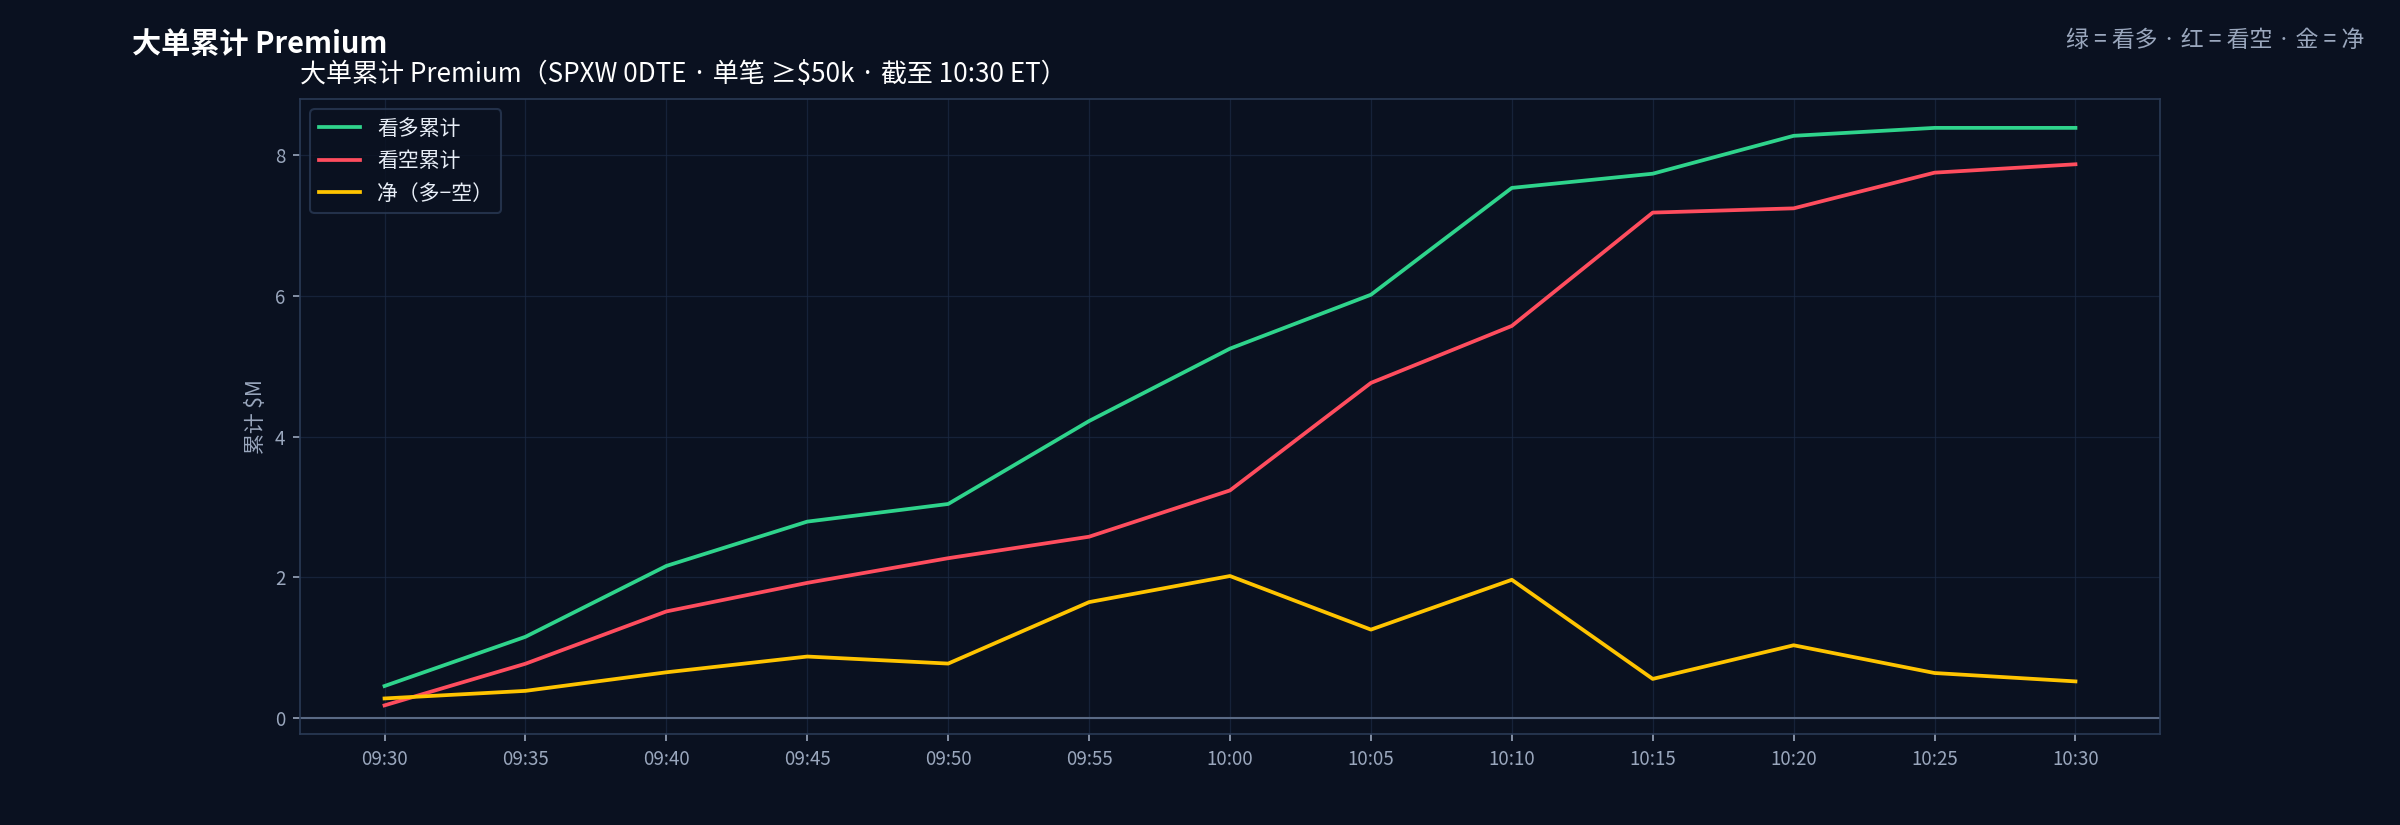 大单累计 Premium
绿 = 看多 · 红 = 看空 · 金 = 净
大单累计 Premium（SPXW 0DTE · 单笔 ≥$50k · 截至 10:30 ET）
看多累计
看空累计
净（多−空）
累计 $M
8
6
4
2
0
09:30 09:35 09:40 09:45 09:50 09:55 10:00 10:05 10:10 10:15 10:20 10:25 10:30